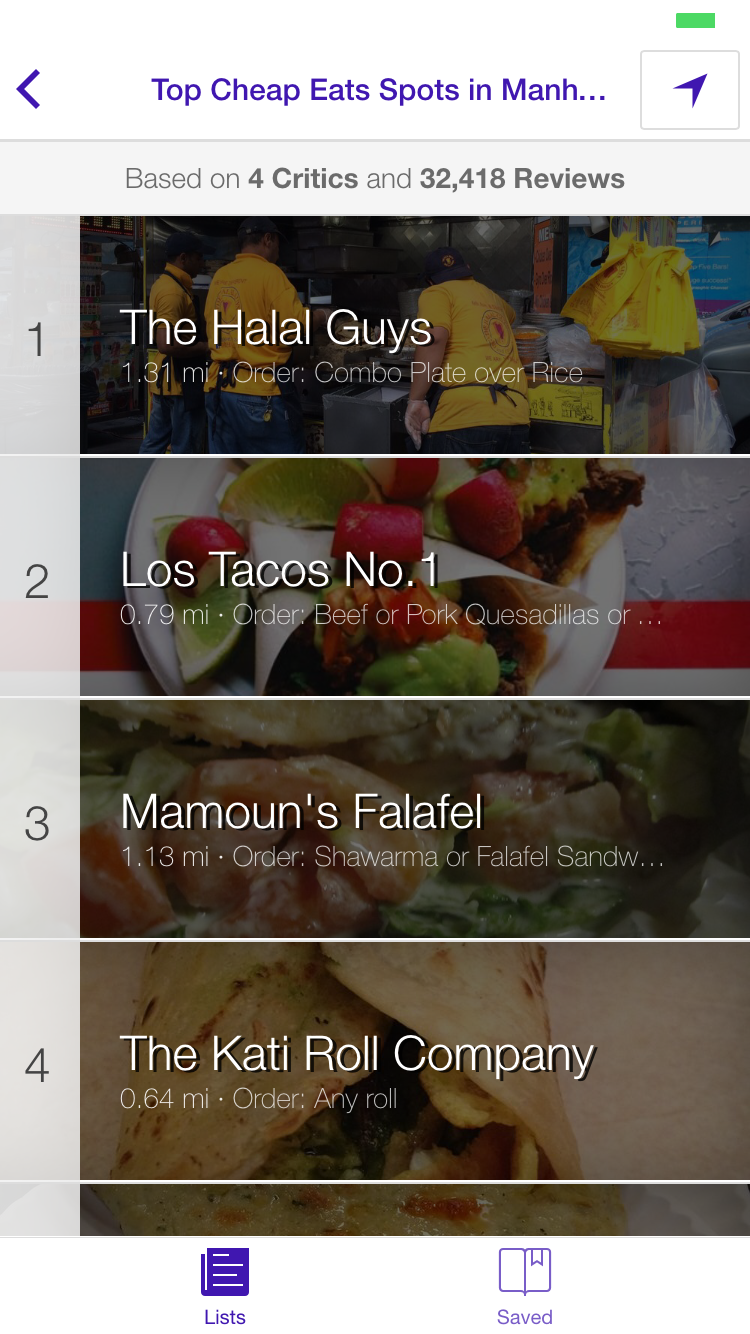 Top Cheap Eats Spots in Manh...
Based on 4 Critics and 32,418 Reviews
1
The Halal Guys
1.31 mi · Order: Combo Plate over Rice
2
Los Tacos No.1
0.79 mi · Order: Beef or Pork Quesadillas or ...
3
Mamoun's Falafel
1.13 mi · Order: Shawarma or Falafel Sandw...
4
The Kati Roll Company
0.64 mi · Order: Any roll
Lists
Saved